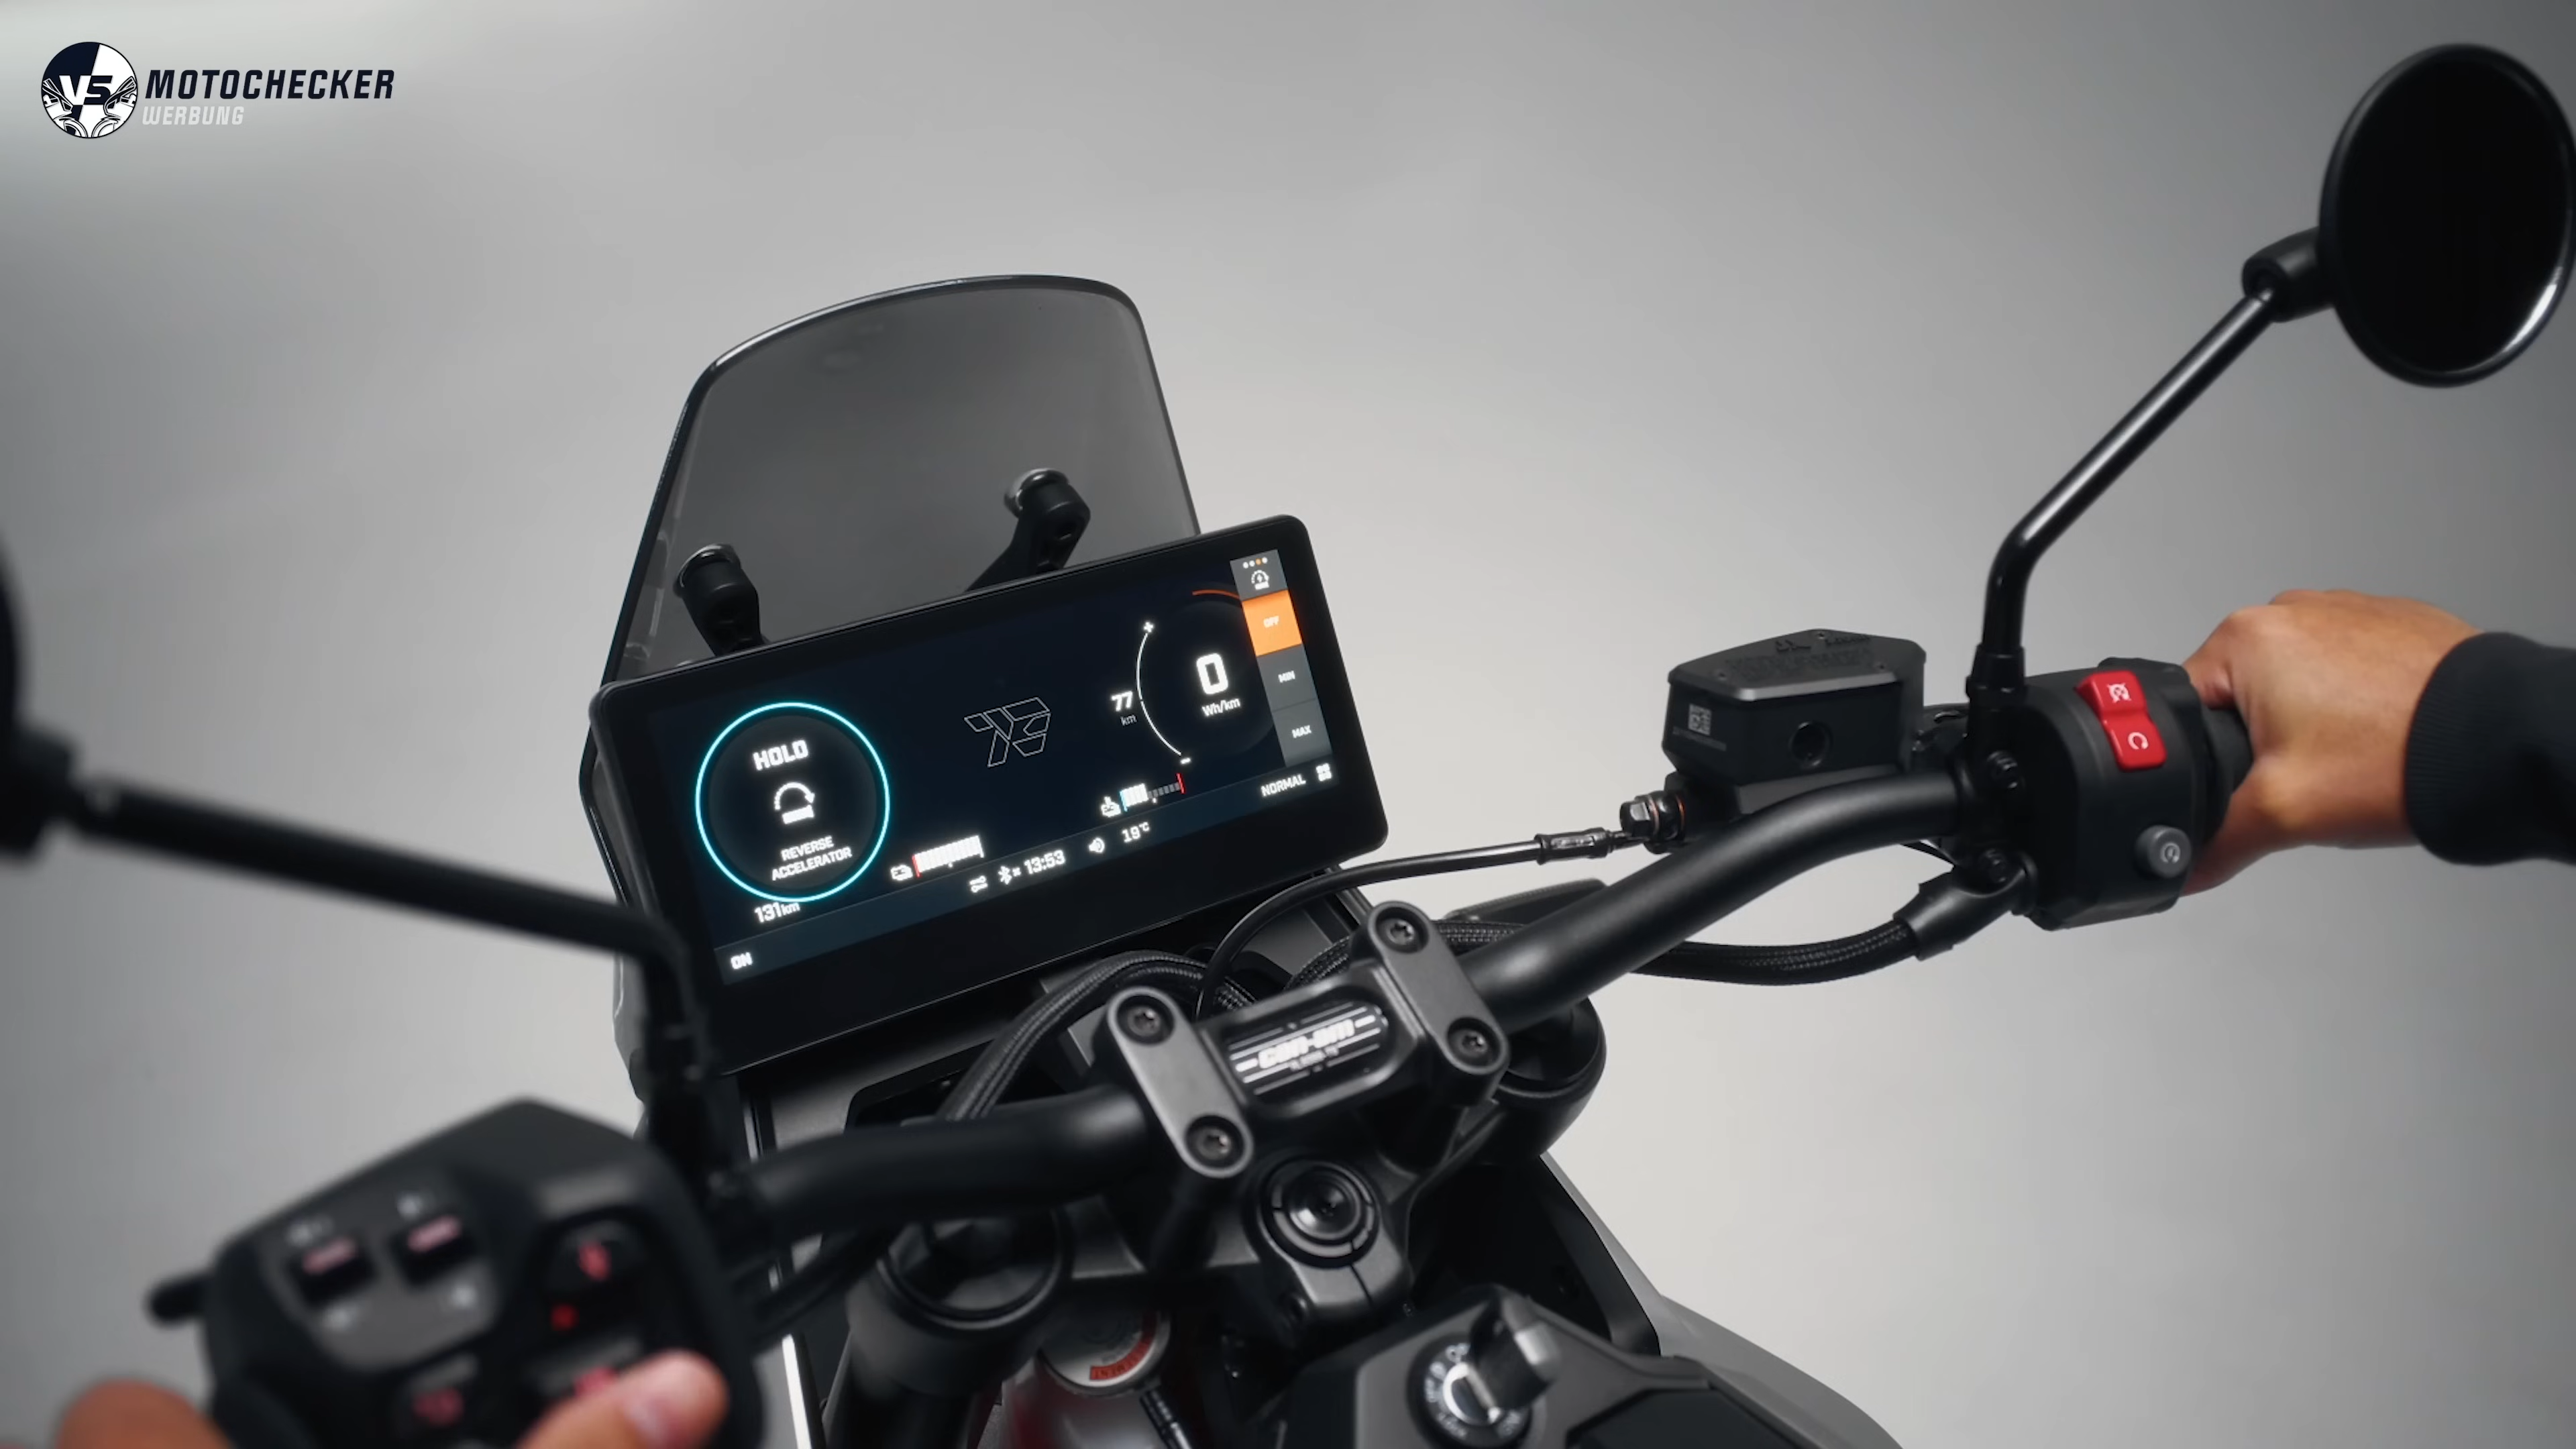 VS MOTOCHECKER
WERBUNG
OFF
MIN
MAX
77
km
0
Wh/km
HOLD
REVERSE
ACCELERATOR
131km
13:53
19°C
NORMAL
ON
can-am